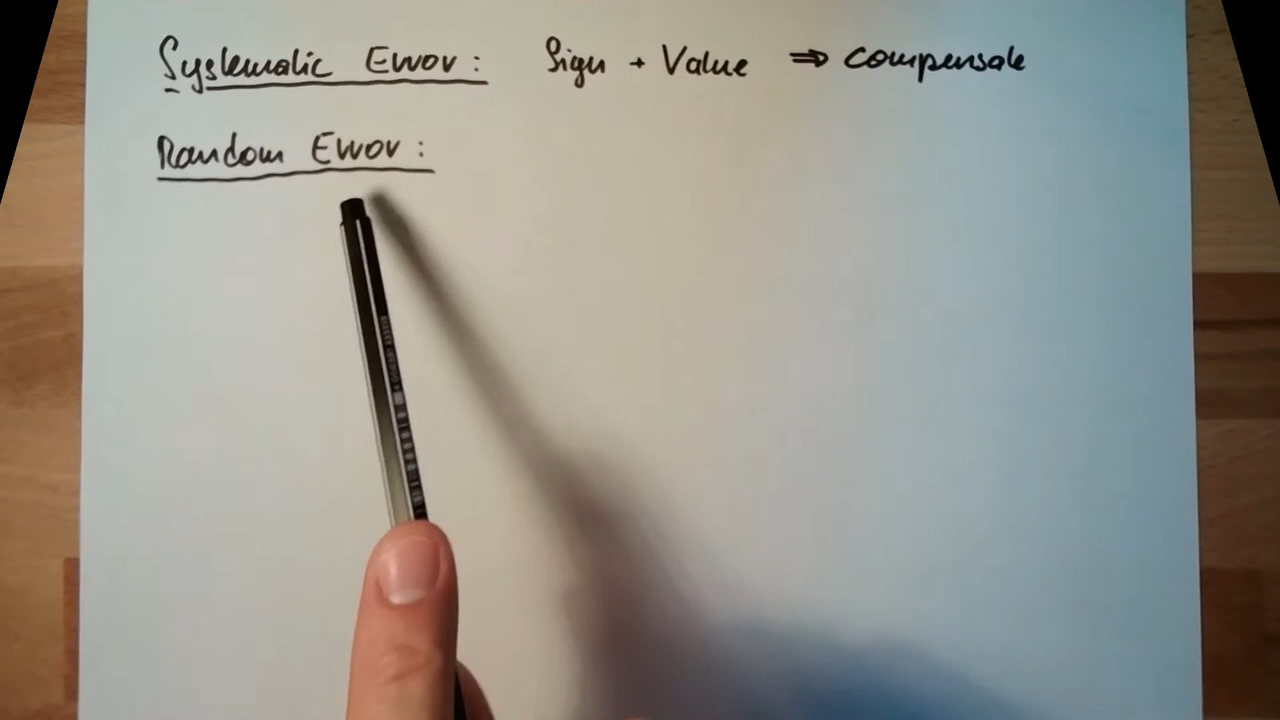 Systematic Error: Sign + Value ⇒ compensate
Random Error: